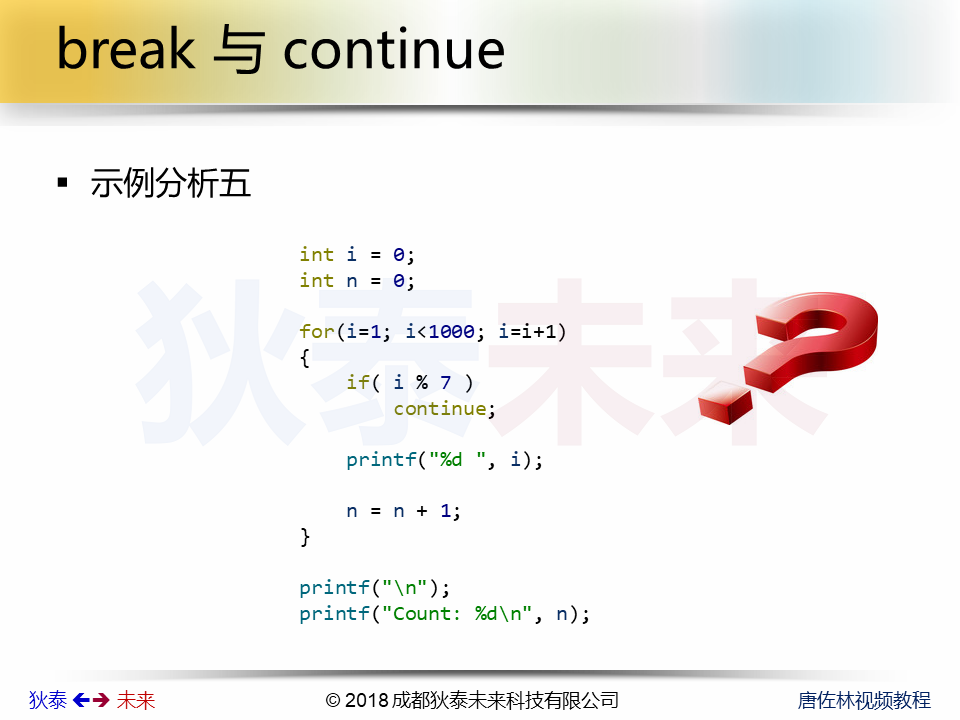 break 与 continue
▪ 示例分析五
int i = 0;
int n = 0;
for(i=1; i<1000; i=i+1)
{
    if( i % 7 )
        continue;
    printf("%d ", i);
    n = n + 1;
}
printf("\n");
printf("Count: %d\n", n);
狄泰未来
狄泰 未来
© 2018 成都狄泰未来科技有限公司
唐佐林视频教程